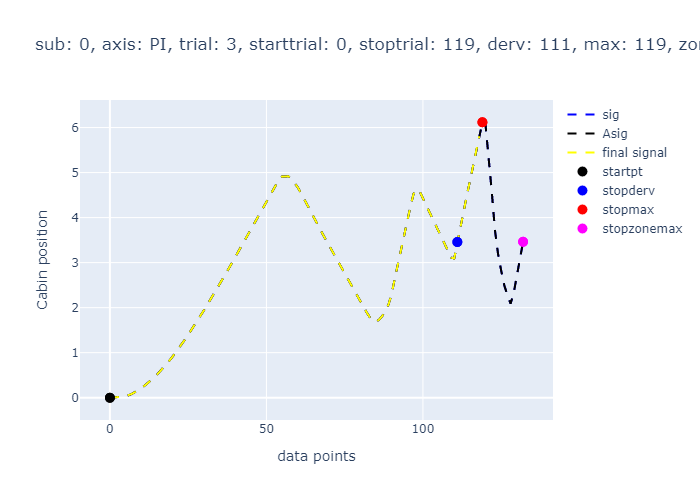 sub: 0, axis: PI, trial: 3, starttrial: 0, stoptrial: 119, derv: 111, max: 119, zo
sig
Asig
final signal
startpt
stopderv
stopmax
stopzonemax
Cabin position
6
5
4
3
2
1
0
0 50 100
data points